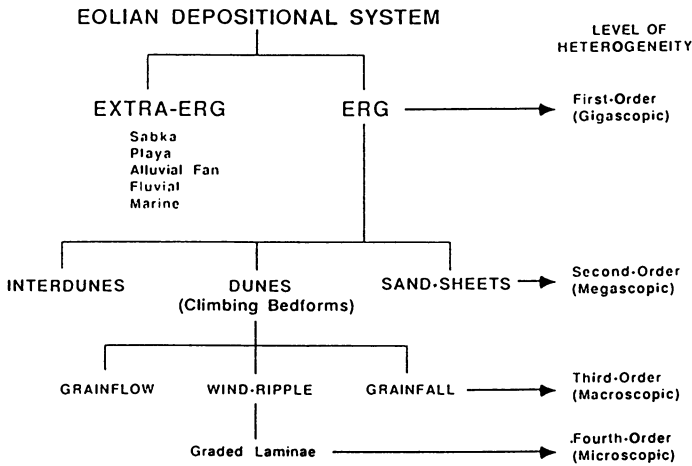 EOLIAN DEPOSITIONAL SYSTEM
LEVEL OF
HETEROGENEITY
EXTRA-ERG
ERG
First-Order
(Gigascopic)
Sabka
Playa
Alluvial Fan
Fluvial
Marine
INTERDUNES
DUNES
(Climbing Bedforms)
SAND-SHEETS
Second-Order
(Megascopic)
GRAINFLOW
WIND-RIPPLE
GRAINFALL
Third-Order
(Macroscopic)
Graded Laminae
.Fourth-Order
(Microscopic)